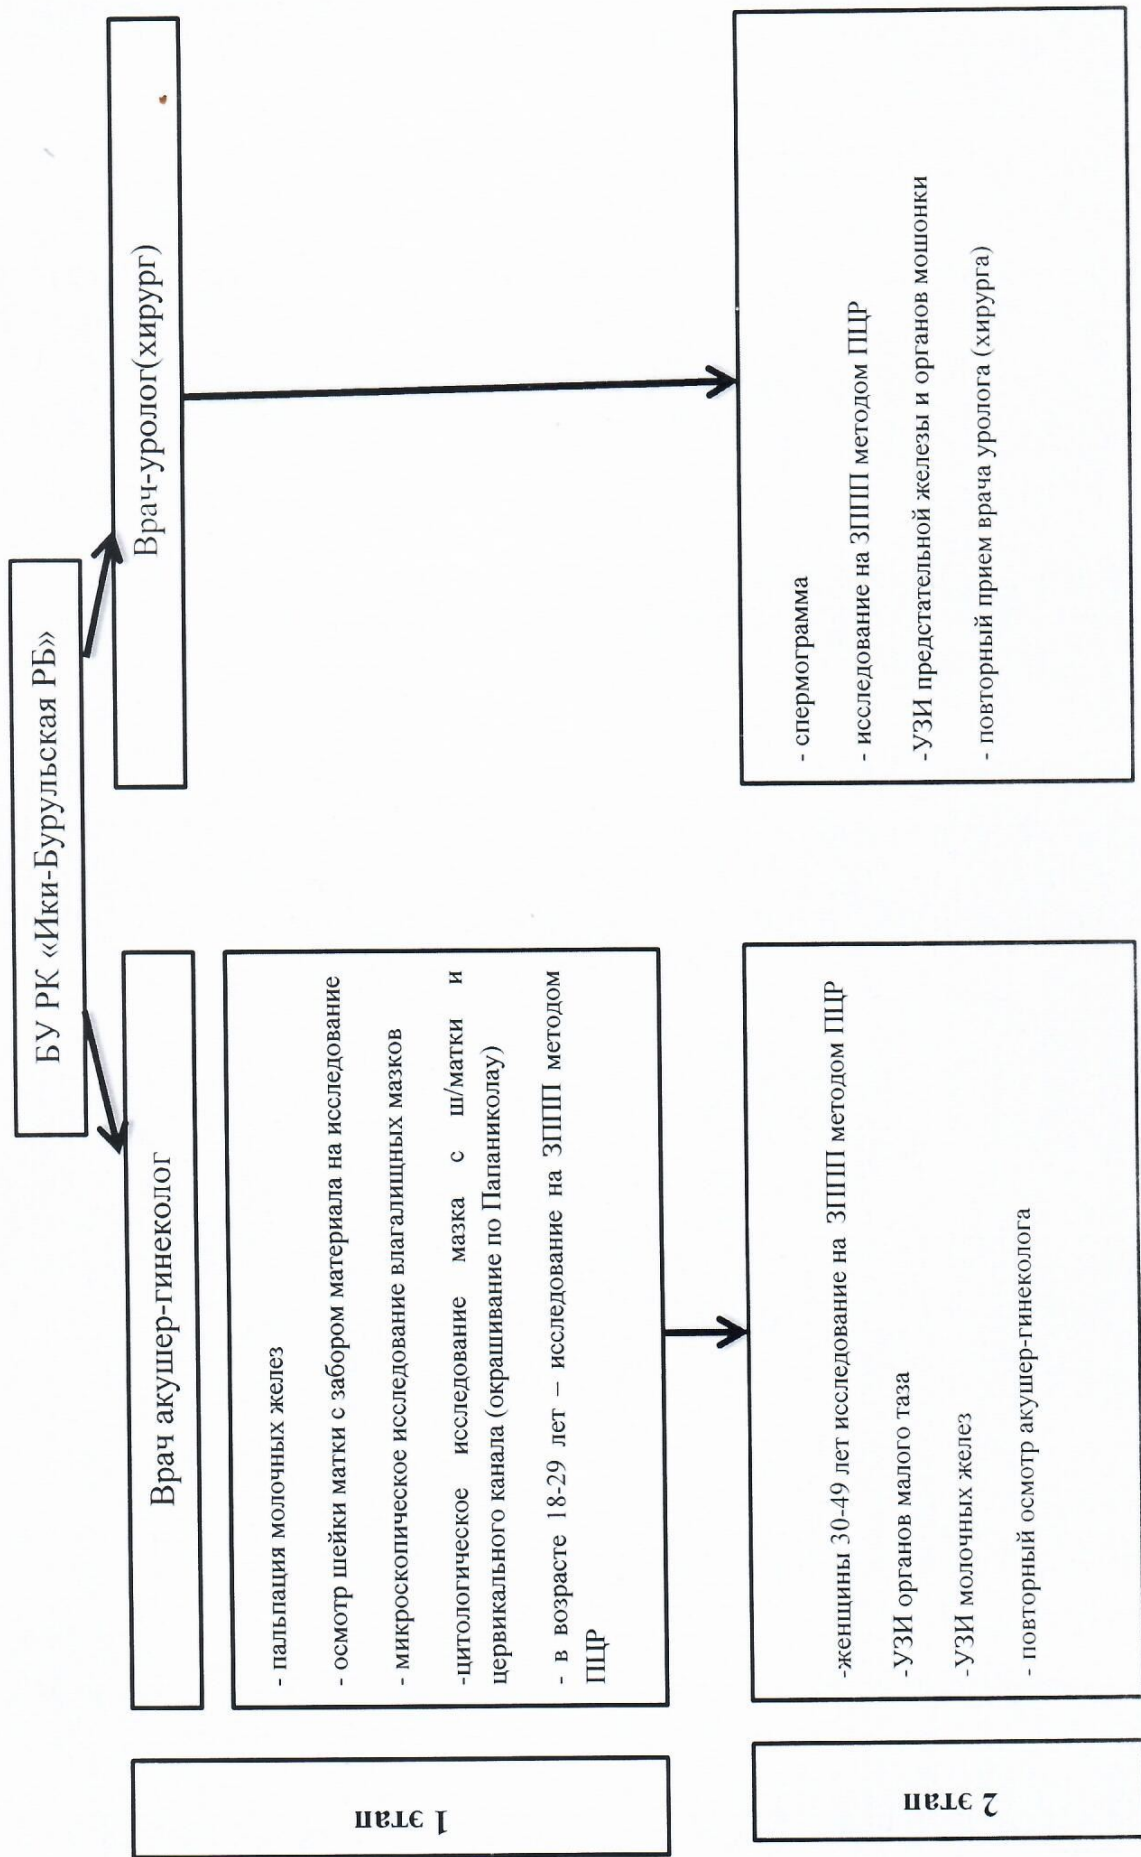 БУ РК «Ики-Бурульская РБ»
Врач акушер-гинеколог
Врач-уролог(хирург)
1 этап
- пальпация молочных желез
- осмотр шейки матки с забором материала на исследование
- микроскопическое исследование влагалищных мазков
-цитологическое исследование мазка с ш/матки и
цервикального канала (окрашивание по Папаниколау)
- в возрасте 18-29 лет – исследование на ЗППП методом
ПЦР
2 этап
-женщины 30-49 лет исследование на ЗППП методом ПЦР
-УЗИ органов малого таза
-УЗИ молочных желез
- повторный осмотр акушер-гинеколога
- спермограмма
- исследование на ЗППП методом ПЦР
-УЗИ предстательной железы и органов мошонки
- повторный прием врача уролога (хирурга)